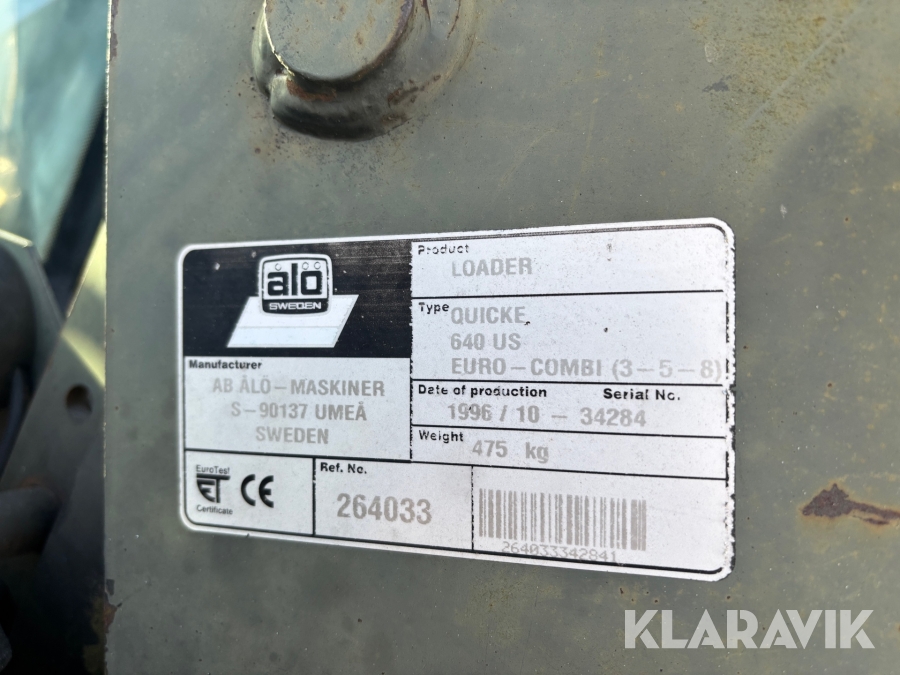 ålö
SWEDEN
Product
LOADER
Type
QUICKE
640 US
EURO-COMBI (3-5-8)
Manufacturer
AB ÅLÖ-MASKINER
S-90137 UMEÅ
SWEDEN
Date of production Serial No.
1996 / 10 - 34284
Weight
475 kg
EuroTest
ET CE
Certificate
Ref. No.
264033
264033342841
KLARAVIK